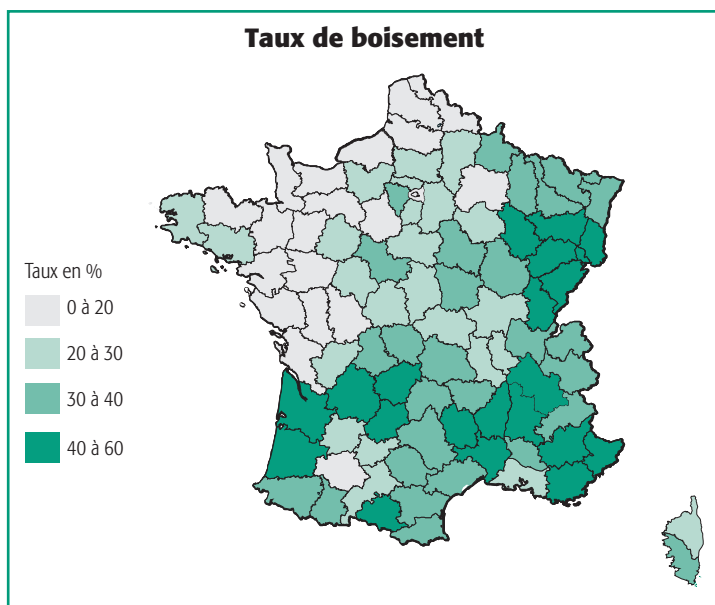 Taux de boisement
Taux en %
0 à 20
20 à 30
30 à 40
40 à 60